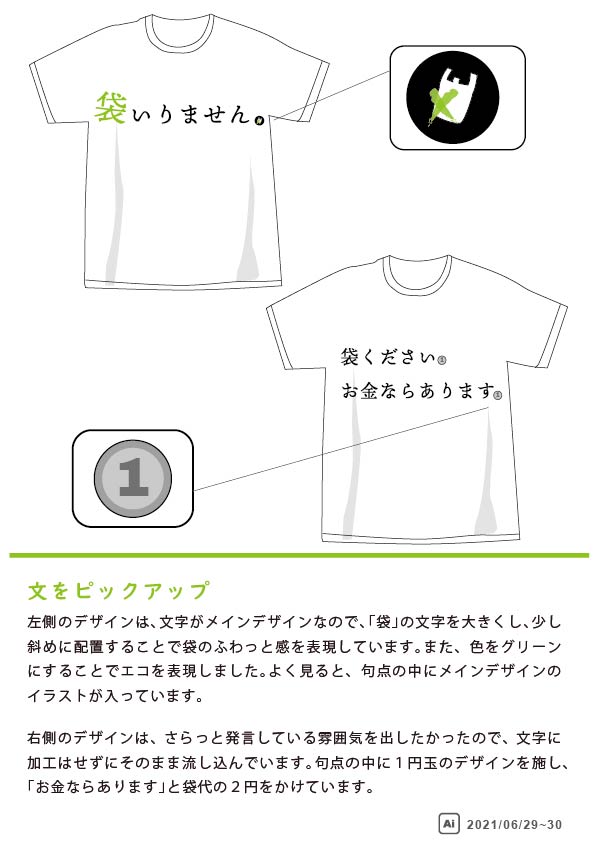 袋いりません。
袋ください。
お金ならあります。
1
文をピックアップ
左側のデザインは、文字がメインデザインなので、「袋」の文字を大きくし、少し
斜めに配置することで袋のふわっと感を表現しています。また、色をグリーン
にすることでエコを表現しました。よく見ると、句点の中にメインデザインの
イラストが入っています。
右側のデザインは、さらっと発言している雰囲気を出したかったので、文字に
加工はせずにそのまま流し込んでいます。句点の中に１円玉のデザインを施し、
「お金ならあります」と袋代の２円をかけています。
Ai 2021/06/29~30